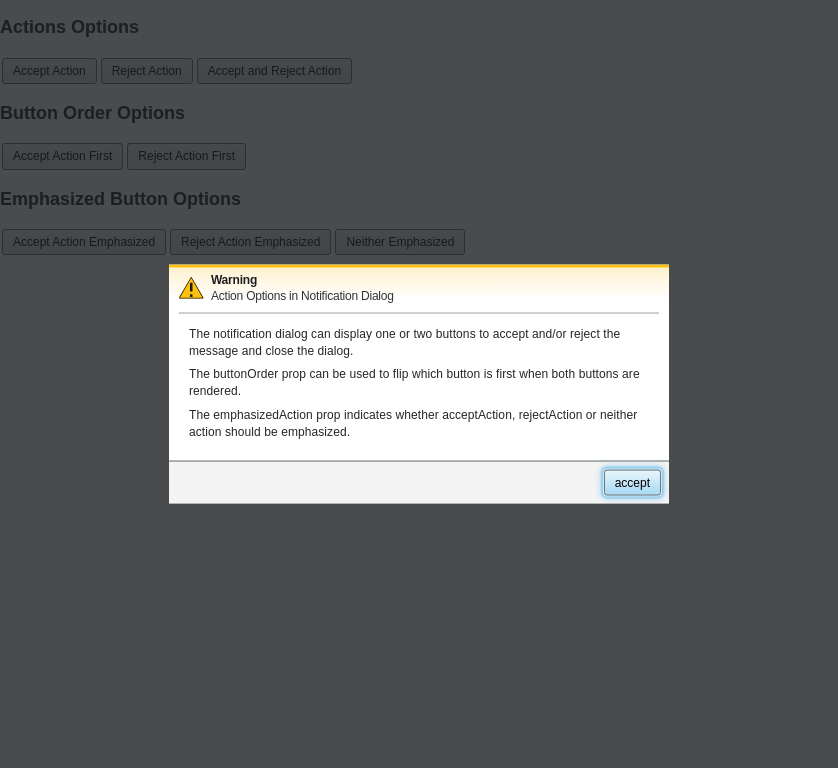 Actions Options
Accept Action Reject Action Accept and Reject Action
Button Order Options
Accept Action First Reject Action First
Emphasized Button Options
Accept Action Emphasized Reject Action Emphasized Neither Emphasized
Warning
Action Options in Notification Dialog
The notification dialog can display one or two buttons to accept and/or reject the
message and close the dialog.
The buttonOrder prop can be used to flip which button is first when both buttons are
rendered.
The emphasizedAction prop indicates whether acceptAction, rejectAction or neither
action should be emphasized.
accept